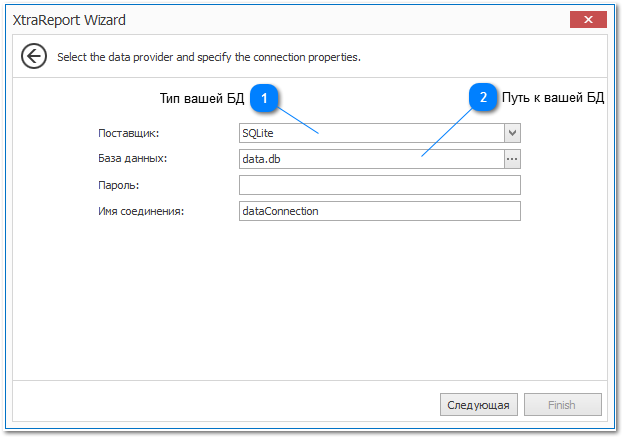 XtraReport Wizard
Select the data provider and specify the connection properties.
Тип вашей БД 1
2 Путь к вашей БД
Поставщик: SQLite
База данных: data.db ...
Пароль:
Имя соединения: dataConnection
Следующая Finish